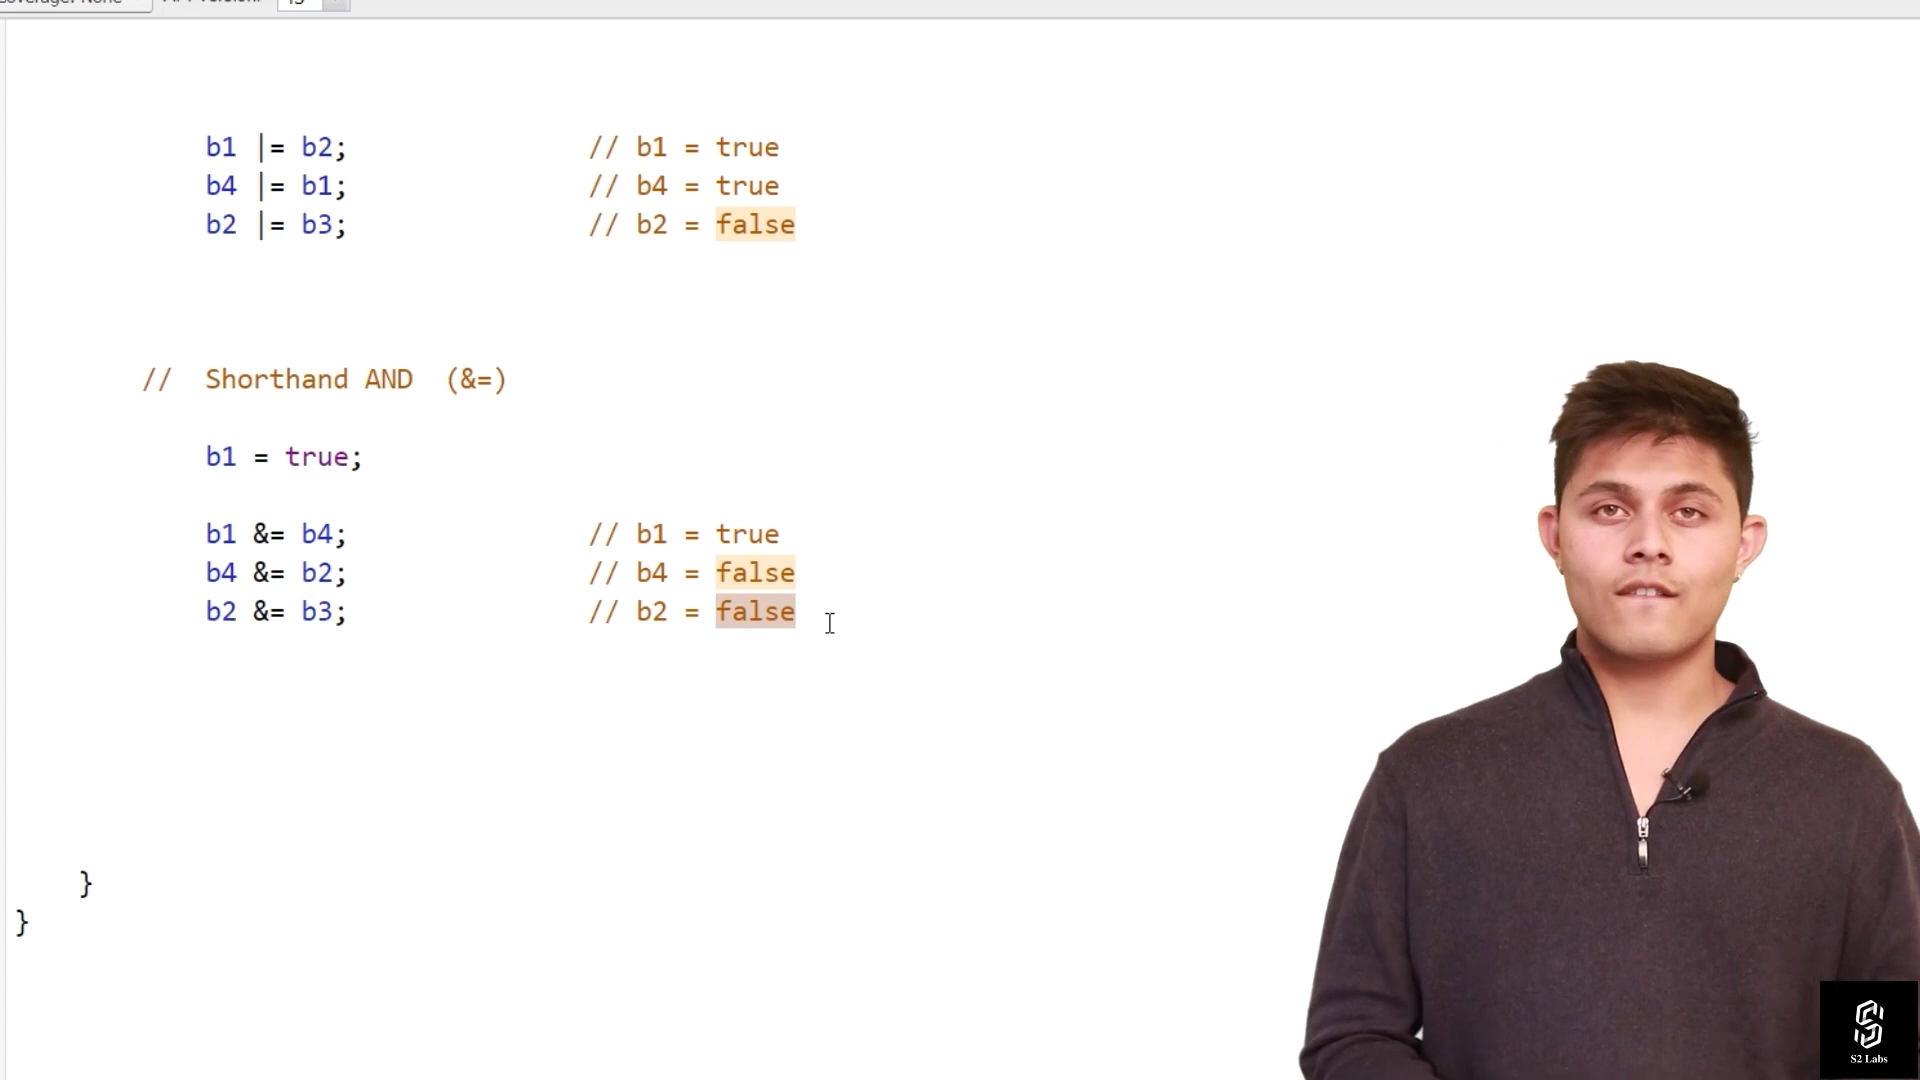 b1 |= b2; // b1 = true
b4 |= b1; // b4 = true
b2 |= b3; // b2 = false
// Shorthand AND (&=)
b1 = true;
b1 &= b4; // b1 = true
b4 &= b2; // b4 = false
b2 &= b3; // b2 = false
}
}
S2 Labs